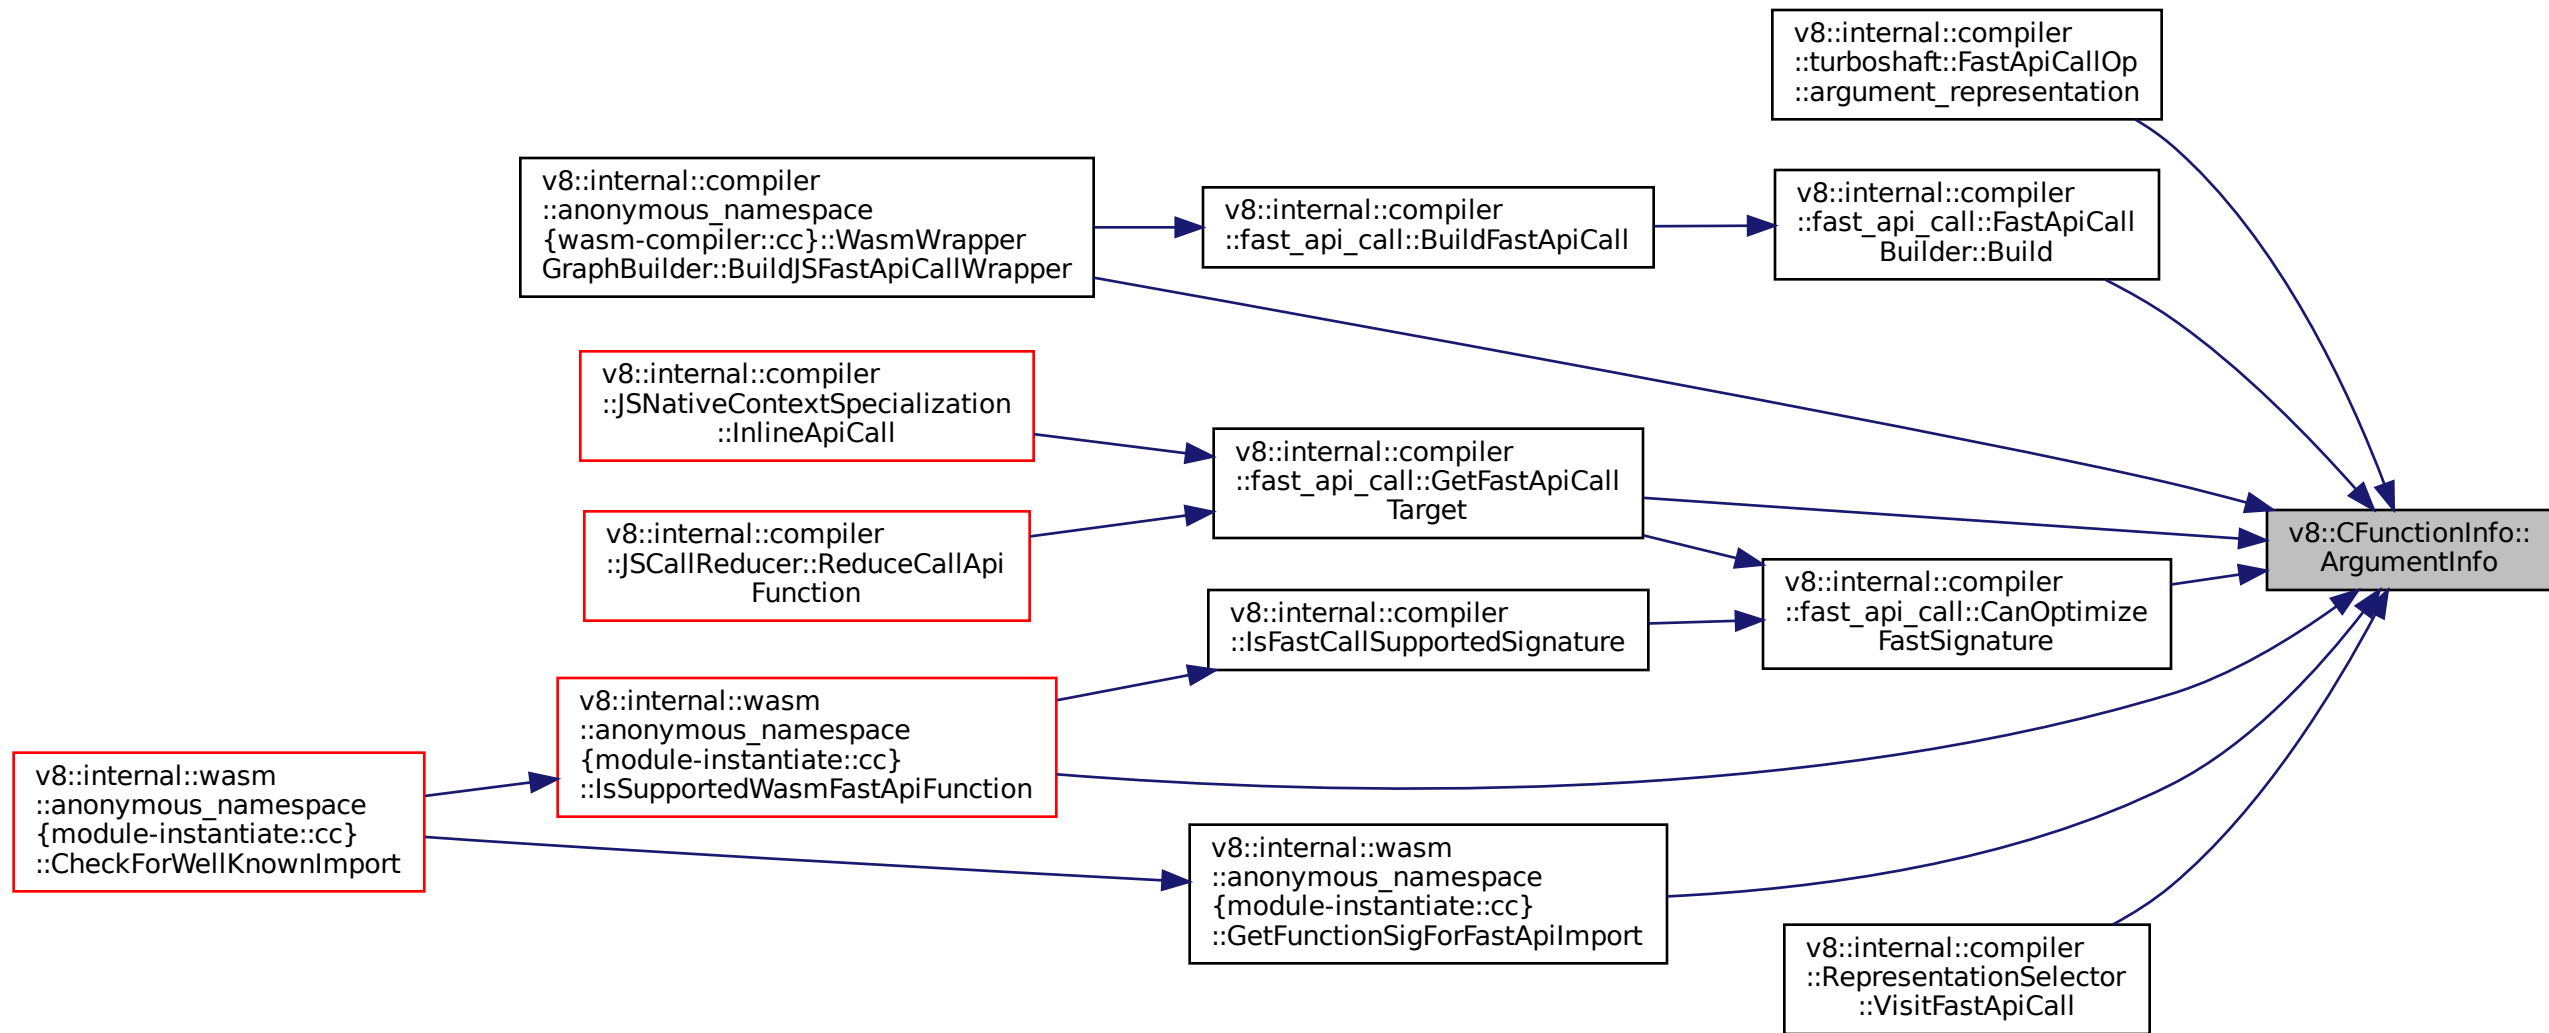 v8::internal::compiler
::turboshaft::FastApiCallOp
::argument_representation
v8::internal::compiler
::anonymous_namespace
{wasm-compiler::cc}::WasmWrapper
GraphBuilder::BuildJSFastApiCallWrapper
v8::internal::compiler
::fast_api_call::BuildFastApiCall
v8::internal::compiler
::fast_api_call::FastApiCall
Builder::Build
v8::internal::compiler
::JSNativeContextSpecialization
::InlineApiCall
v8::internal::compiler
::fast_api_call::GetFastApiCall
Target
v8::internal::compiler
::JSCallReducer::ReduceCallApi
Function
v8::CFunctionInfo::
ArgumentInfo
v8::internal::compiler
::fast_api_call::CanOptimize
FastSignature
v8::internal::compiler
::IsFastCallSupportedSignature
v8::internal::wasm
::anonymous_namespace
{module-instantiate::cc}
::IsSupportedWasmFastApiFunction
v8::internal::wasm
::anonymous_namespace
{module-instantiate::cc}
::CheckForWellKnownImport
v8::internal::wasm
::anonymous_namespace
{module-instantiate::cc}
::GetFunctionSigForFastApiImport
v8::internal::compiler
::RepresentationSelector
::VisitFastApiCall